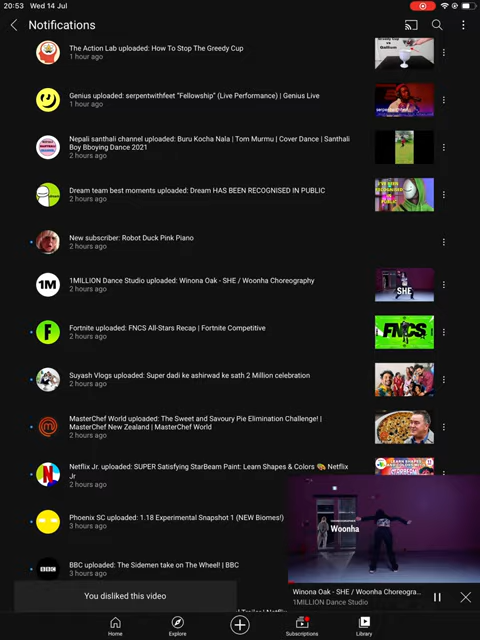 20:53 Wed 14 Jul
Notifications
The Action Lab uploaded: How To Stop The Greedy Cup
1 hour ago
Genius uploaded: serpentwithfeet "Fellowship" (Live Performance) | Genius Live
1 hour ago
Nepali santhali channel uploaded: Buru Kocha Nala | Tom Murmu | Cover Dance | Santhali
Boy Bboying Dance 2021
2 hours ago
Dream team best moments uploaded: Dream HAS BEEN RECOGNISED IN PUBLIC
2 hours ago
New subscriber: Robot Duck Pink Piano
2 hours ago
1M
1MILLION Dance Studio uploaded: Winona Oak - SHE / Woonha Choreography
2 hours ago
SHE
F
Fortnite uploaded: FNCS All-Stars Recap | Fortnite Competitive
2 hours ago
FNCS
Suyash Vlogs uploaded: Super dadi ke ashirwad ke sath 2 Million celebration
2 hours ago
MasterChef World uploaded: The Sweet and Savoury Pie Elimination Challenge! |
MasterChef New Zealand | MasterChef World
2 hours ago
N
Netflix Jr. uploaded: SUPER Satisfying StarBeam Paint: Learn Shapes & Colors 🎨 Netflix
Jr
2 hours ago
Phoenix SC uploaded: 1.18 Experimental Snapshot 1 (NEW Biomes!)
3 hours ago
Woonha
BBC
BBC uploaded: The Sidemen take on The Wheel! | BBC
3 hours ago
Winona Oak - SHE / Woonha Choreogra...
1MILLION Dance Studio
You disliked this video
| Trailer | Netflix
Home
Explore
Subscriptions
Library